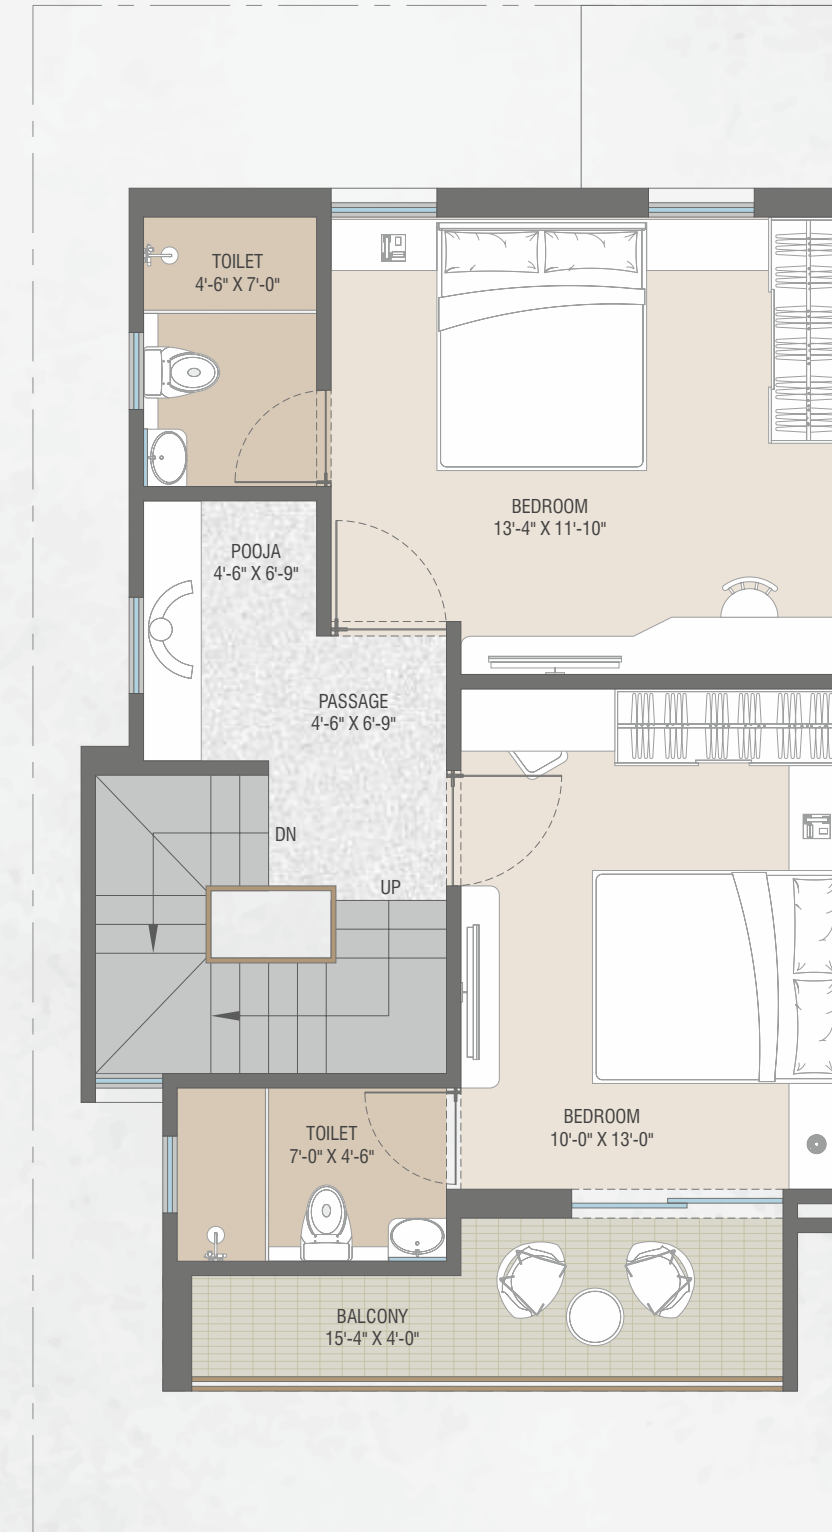 TOILET
4'-6" X 7'-0"
BEDROOM
13'-4" X 11'-10"
POOJA
4'-6" X 6'-9"
PASSAGE
4'-6" X 6'-9"
DN
UP
BEDROOM
10'-0" X 13'-0"
TOILET
7'-0" X 4'-6"
BALCONY
15'-4" X 4'-0"